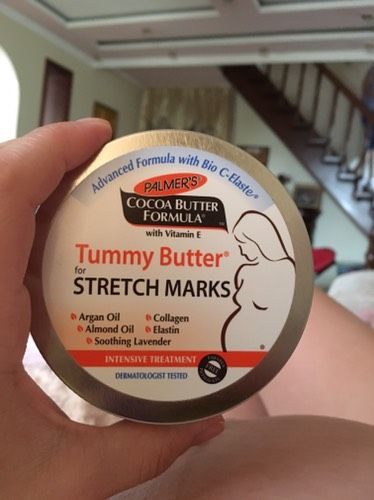 Advanced Formula with Bio C-Elaste®
PALMER'S®
COCOA BUTTER
FORMULA®
with Vitamin E
Tummy Butter®
for
STRETCH MARKS
Argan Oil
Collagen
Almond Oil
Elastin
Soothing Lavender
INTENSIVE TREATMENT
DERMATOLOGIST TESTED